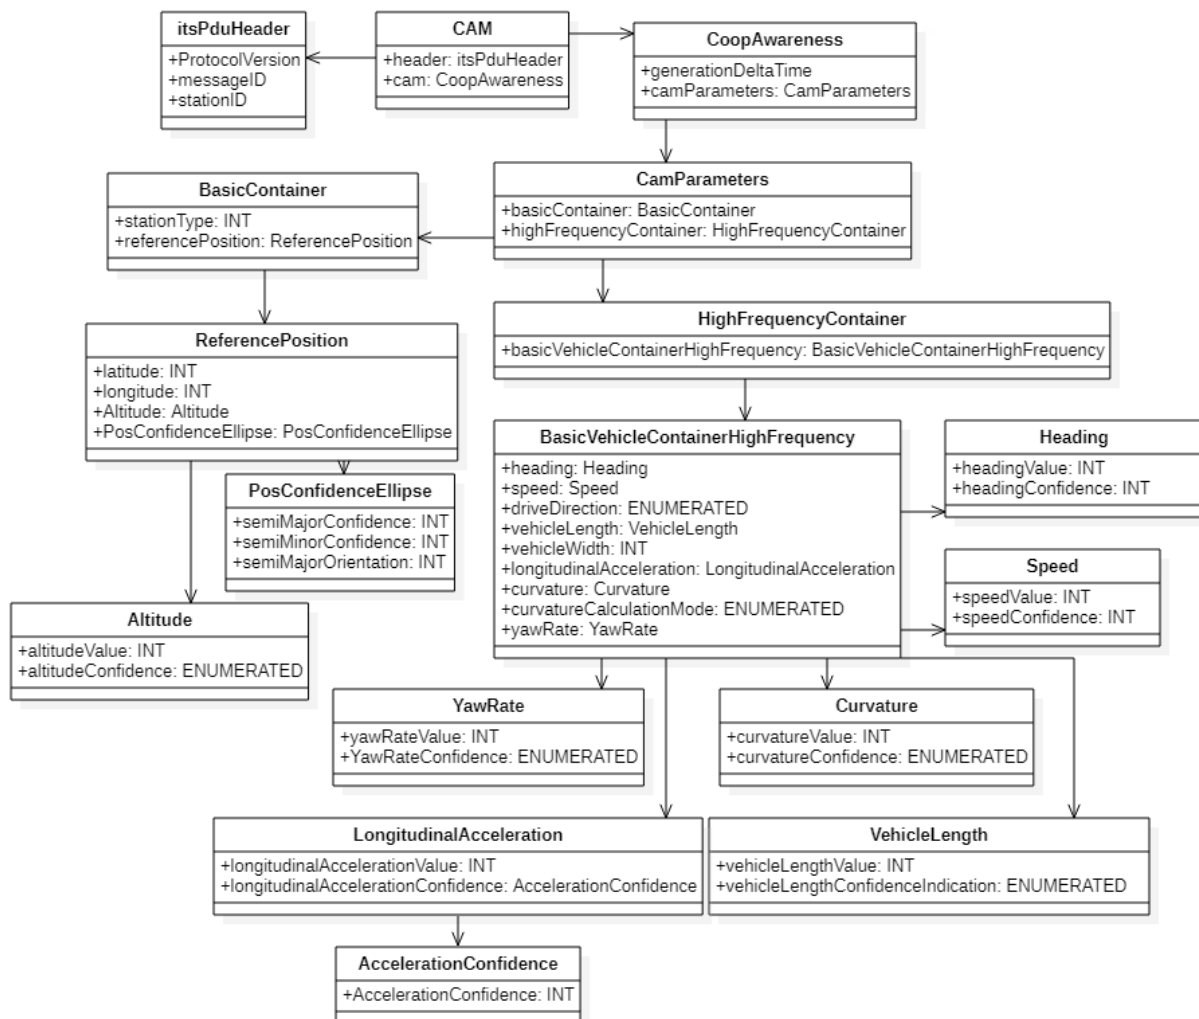 itsPduHeader
+ProtocolVersion
+messageID
+stationID
CAM
+header: itsPduHeader
+cam: CoopAwareness
CoopAwareness
+generationDeltaTime
+camParameters: CamParameters
BasicContainer
+stationType: INT
+referencePosition: ReferencePosition
CamParameters
+basicContainer: BasicContainer
+highFrequencyContainer: HighFrequencyContainer
ReferencePosition
+latitude: INT
+longitude: INT
+Altitude: Altitude
+PosConfidenceEllipse: PosConfidenceEllipse
HighFrequencyContainer
+basicVehicleContainerHighFrequency: BasicVehicleContainerHighFrequency
PosConfidenceEllipse
+semiMajorConfidence: INT
+semiMinorConfidence: INT
+semiMajorOrientation: INT
BasicVehicleContainerHighFrequency
+heading: Heading
+speed: Speed
+driveDirection: ENUMERATED
+vehicleLength: VehicleLength
+vehicleWidth: INT
+longitudinalAcceleration: LongitudinalAcceleration
+curvature: Curvature
+curvatureCalculationMode: ENUMERATED
+yawRate: YawRate
Heading
+headingValue: INT
+headingConfidence: INT
Speed
+speedValue: INT
+speedConfidence: INT
Altitude
+altitudeValue: INT
+altitudeConfidence: ENUMERATED
YawRate
+yawRateValue: INT
+YawRateConfidence: ENUMERATED
Curvature
+curvatureValue: INT
+curvatureConfidence: ENUMERATED
LongitudinalAcceleration
+longitudinalAccelerationValue: INT
+longitudinalAccelerationConfidence: AccelerationConfidence
VehicleLength
+vehicleLengthValue: INT
+vehicleLengthConfidenceIndication: ENUMERATED
AccelerationConfidence
+AccelerationConfidence: INT